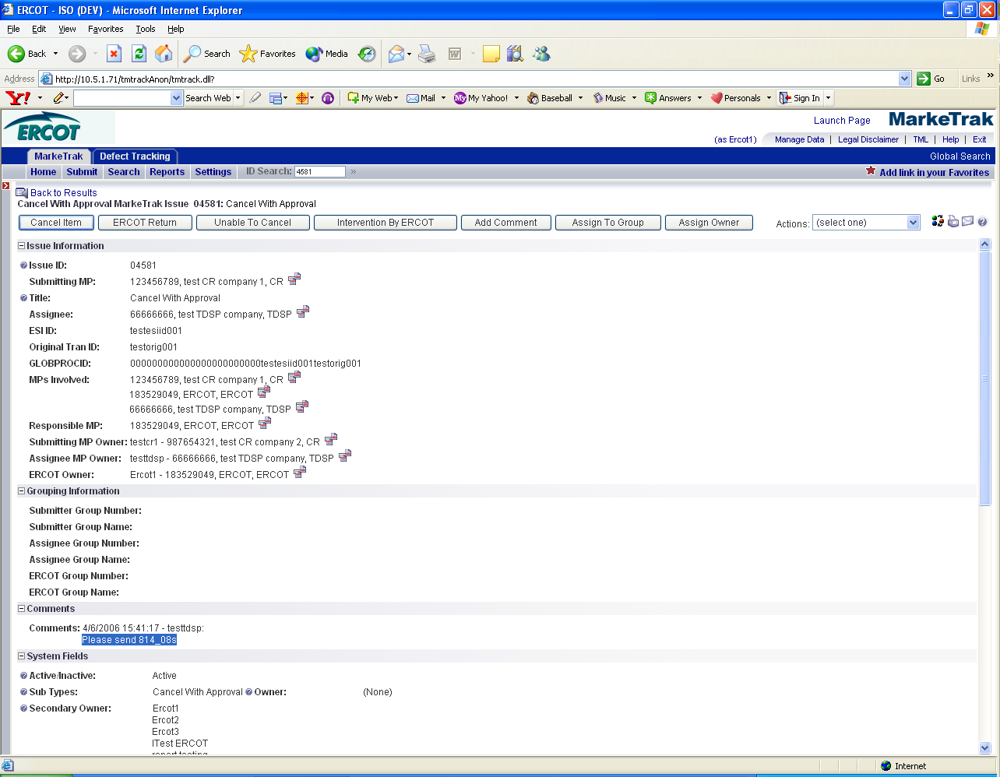 ERCOT - ISO (DEV) - Microsoft Internet Explorer
File Edit View Favorites Tools Help
Back Search Favorites Media
Address http://10.5.1.71/tmtrackAnon/tmtrack.dll? Go Links »
Y! Search Web My Web Mail My Yahoo! Baseball Music Answers Personals Sign In
ERCOT
Launch Page MarkeTrak
(as Ercot1) Manage Data | Legal Disclaimer | TML | Help | Exit
MarkeTrak Defect Tracking Global Search
Home Submit Search Reports Settings ID Search: 4581 » Add link in your Favorites
Back to Results
Cancel With Approval MarkeTrak Issue 04581: Cancel With Approval
Cancel Item ERCOT Return Unable To Cancel Intervention By ERCOT Add Comment Assign To Group Assign Owner Actions: (select one)
Issue Information
Issue ID: 04581
Submitting MP: 123456789, test CR company 1, CR
Title: Cancel With Approval
Assignee: 66666666, test TDSP company, TDSP
ESI ID: testesiid001
Original Tran ID: testorig001
GLOBPROCID: 000000000000000000000000testesiid001testorig001
MPs Involved: 123456789, test CR company 1, CR
183529049, ERCOT, ERCOT
66666666, test TDSP company, TDSP
Responsible MP: 183529049, ERCOT, ERCOT
Submitting MP Owner: testcr1 - 987654321, test CR company 2, CR
Assignee MP Owner: testtdsp - 66666666, test TDSP company, TDSP
ERCOT Owner: Ercot1 - 183529049, ERCOT, ERCOT
Grouping Information
Submitter Group Number:
Submitter Group Name:
Assignee Group Number:
Assignee Group Name:
ERCOT Group Number:
ERCOT Group Name:
Comments
Comments: 4/6/2006 15:41:17 - testtdsp:
Please send 814_08s
System Fields
Active/Inactive: Active
Sub Types: Cancel With Approval Owner: (None)
Secondary Owner: Ercot1
Ercot2
Ercot3
ITest ERCOT
report testing
Internet